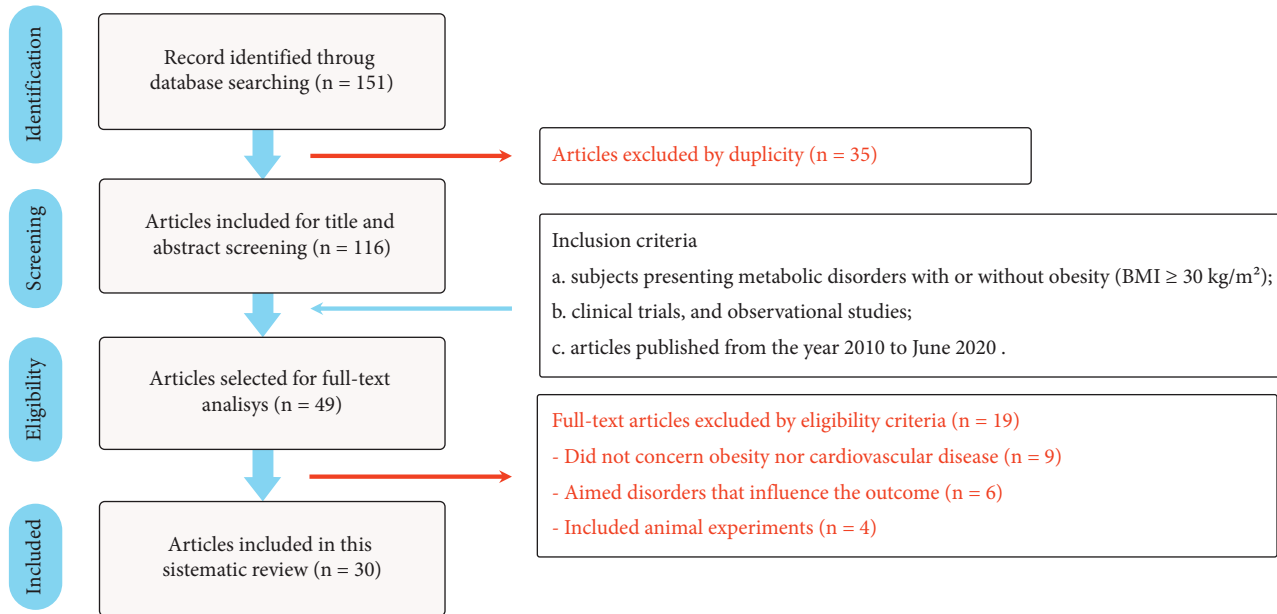 Identification
Record identified throug
database searching (n = 151)
Articles excluded by duplicity (n = 35)
Screening
Articles included for title and
abstract screening (n = 116)
Inclusion criteria
a. subjects presenting metabolic disorders with or without obesity (BMI ≥ 30 kg/m²);
b. clinical trials, and observational studies;
c. articles published from the year 2010 to June 2020 .
Eligibility
Articles selected for full-text
analisys (n = 49)
Full-text articles excluded by eligibility criteria (n = 19)
- Did not concern obesity nor cardiovascular disease (n = 9)
- Aimed disorders that influence the outcome (n = 6)
- Included animal experiments (n = 4)
Included
Articles included in this
sistematic review (n = 30)